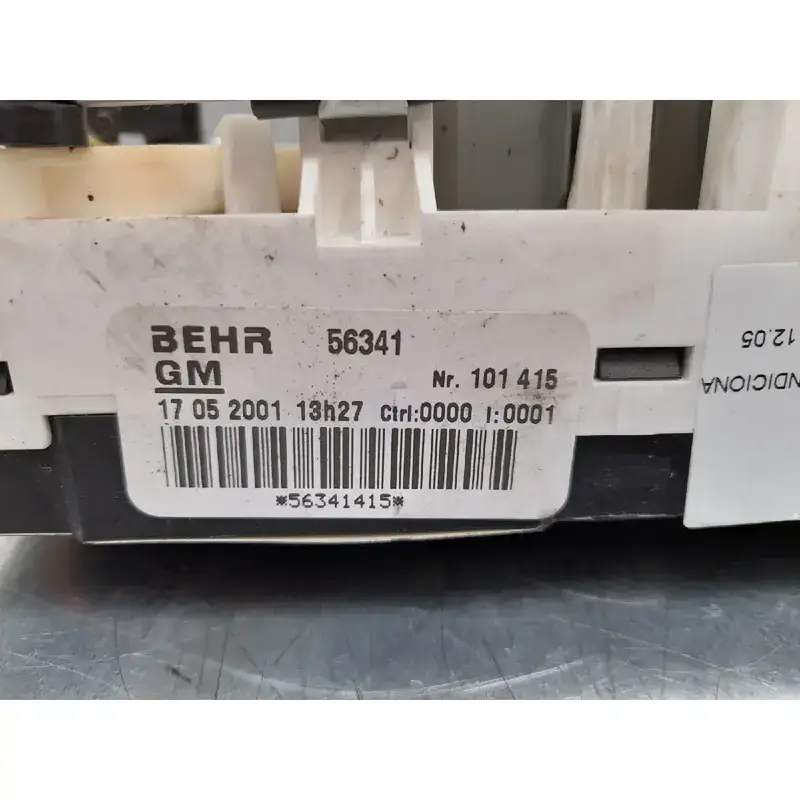 BEHR 56341
GM Nr. 101 415
17 05 2001 13h27 Ctrl:0000 I:0001
*56341415*
12.05
NDICIONA